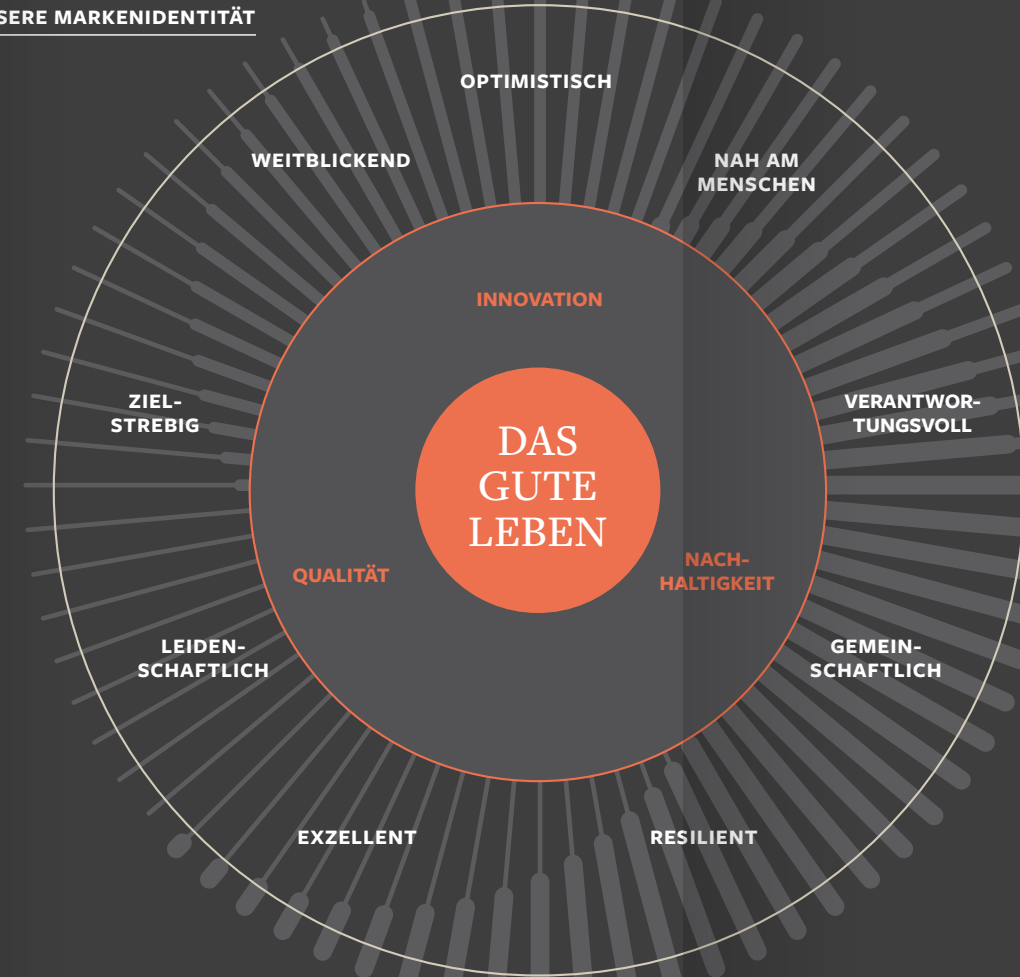 SERE MARKENIDENTITÄT
OPTIMISTISCH
WEITBLICKEND
NAH AM
MENSCHEN
INNOVATION
ZIEL-
STREBIG
DAS
GUTE
LEBEN
VERANTWOR-
TUNGSVOLL
QUALITÄT
NACH-
HALTIGKEIT
LEIDEN-
SCHAFTLICH
GEMEIN-
SCHAFTLICH
EXZELLENT
RESILIENT